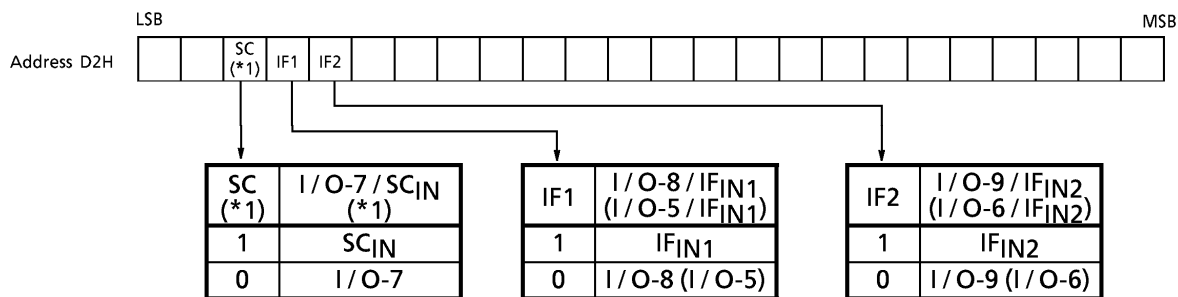 LSB MSB
Address D2H SC (*1) IF1 IF2
SC (*1) I/O-7/SCIN (*1)
1 SCIN
0 I/O-7
IF1 I/O-8/IFIN1 (I/O-5/IFIN1)
1 IFIN1
0 I/O-8 (I/O-5)
IF2 I/O-9/IFIN2 (I/O-6/IFIN2)
1 IFIN2
0 I/O-9 (I/O-6)